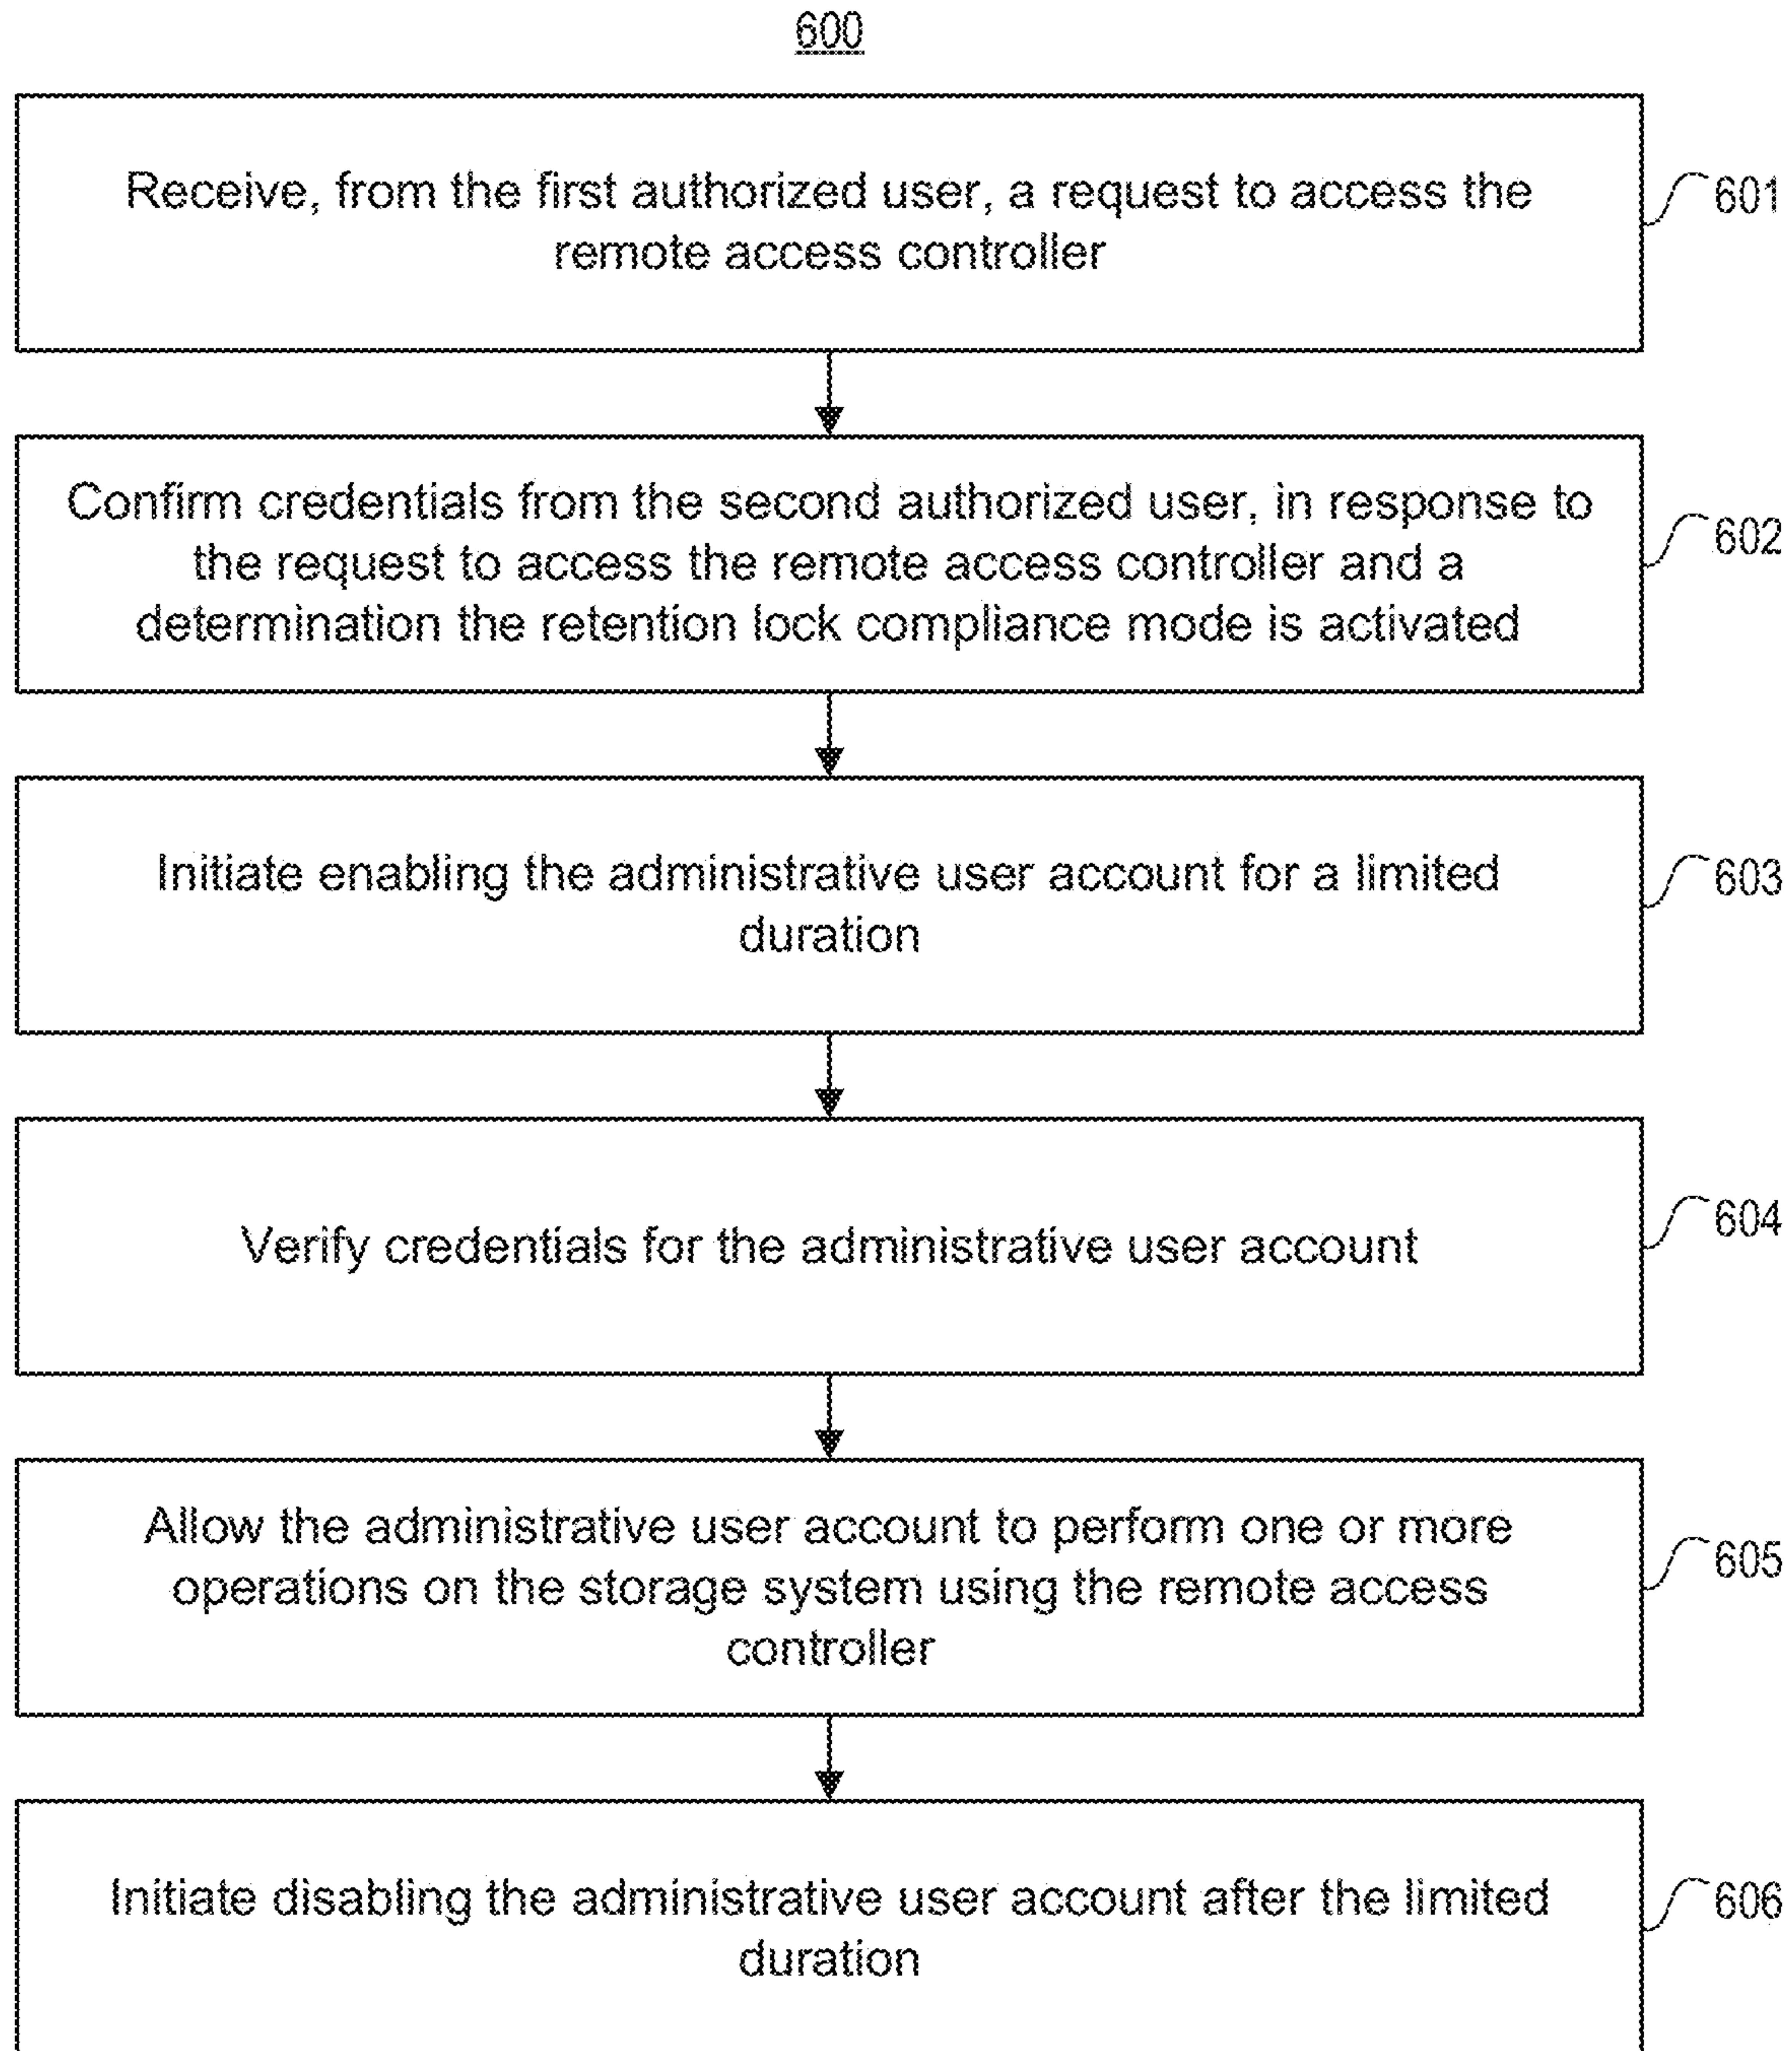 600
Receive, from the first authorized user, a request to access the
remote access controller
601
Confirm credentials from the second authorized user, in response to
the request to access the remote access controller and a
determination the retention lock compliance mode is activated
602
Initiate enabling the administrative user account for a limited
duration
603
Verify credentials for the administrative user account
604
Allow the administrative user account to perform one or more
operations on the storage system using the remote access
controller
605
Initiate disabling the administrative user account after the limited
duration
606